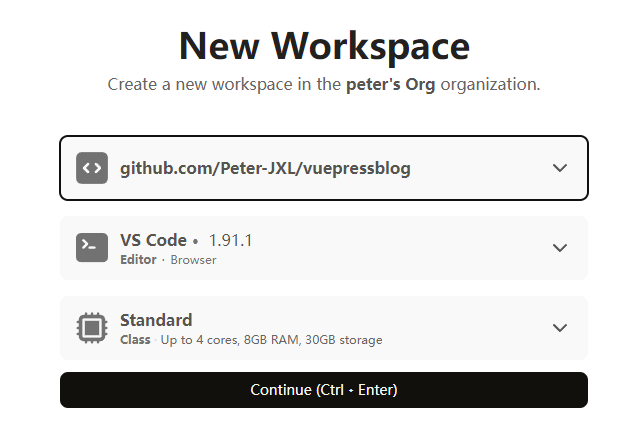 New Workspace
Create a new workspace in the peter's Org organization.
github.com/Peter-JXL/vuepressblog
VS Code • 1.91.1
Editor · Browser
Standard
Class · Up to 4 cores, 8GB RAM, 30GB storage
Continue (Ctrl + Enter)